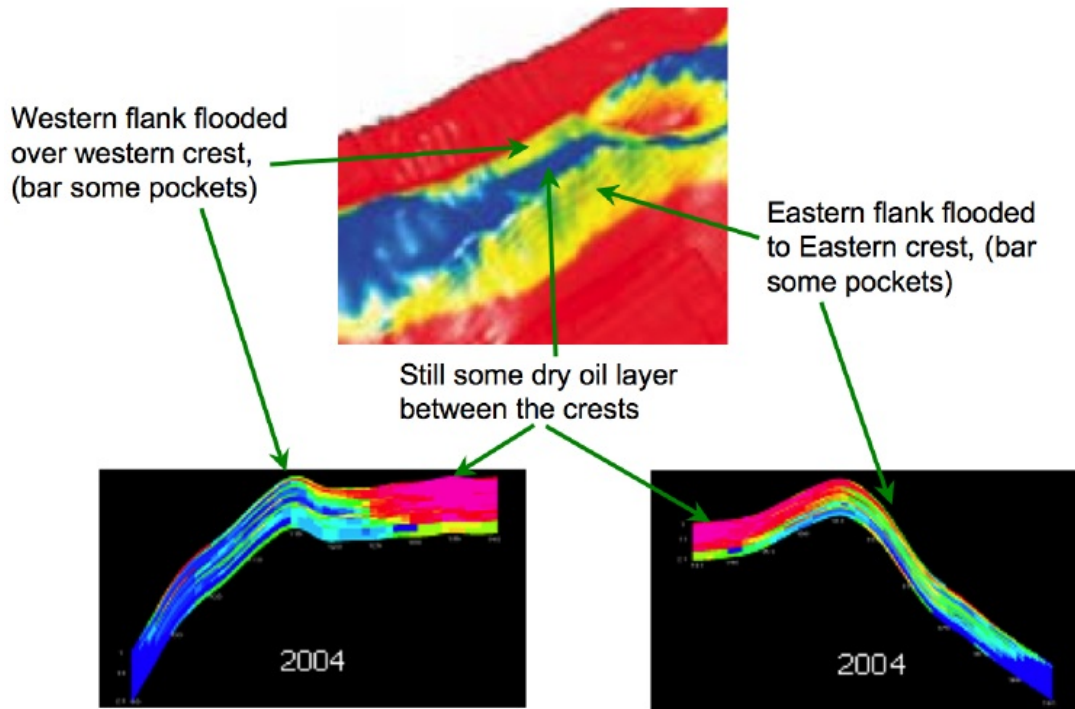 Western flank flooded
over western crest,
(bar some pockets)
Eastern flank flooded
to Eastern crest, (bar
some pockets)
Still some dry oil layer
between the crests
2004
2004